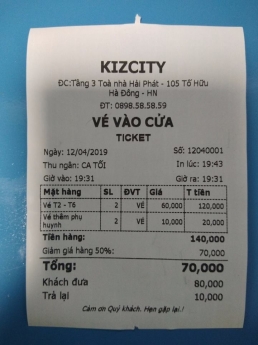 KIZCITY
ĐC:Tầng 3 Toà nhà Hải Phát - 105 Tố Hữu
Hà Đông - HN
ĐT: 0898.58.58.59
VÉ VÀO CỬA
TICKET
Ngày: 12/04/2019 Số: 12040001
Thu ngân: CA TỐI In lúc: 19:43
Giờ vào: 19:31 Giờ ra: 19:31
Mặt hàng SL ĐVT Giá T tiền
Vé T2 - T6 2 VÉ 60,000 120,000
Vé thêm phụ huynh 2 VÉ 10,000 20,000
Tiền hàng: 140,000
Giảm giá hàng 50%: 70,000
Tổng: 70,000
Khách đưa 80,000
Trả lại 10,000
Cám ơn Quý khách. Hẹn gặp lại.!